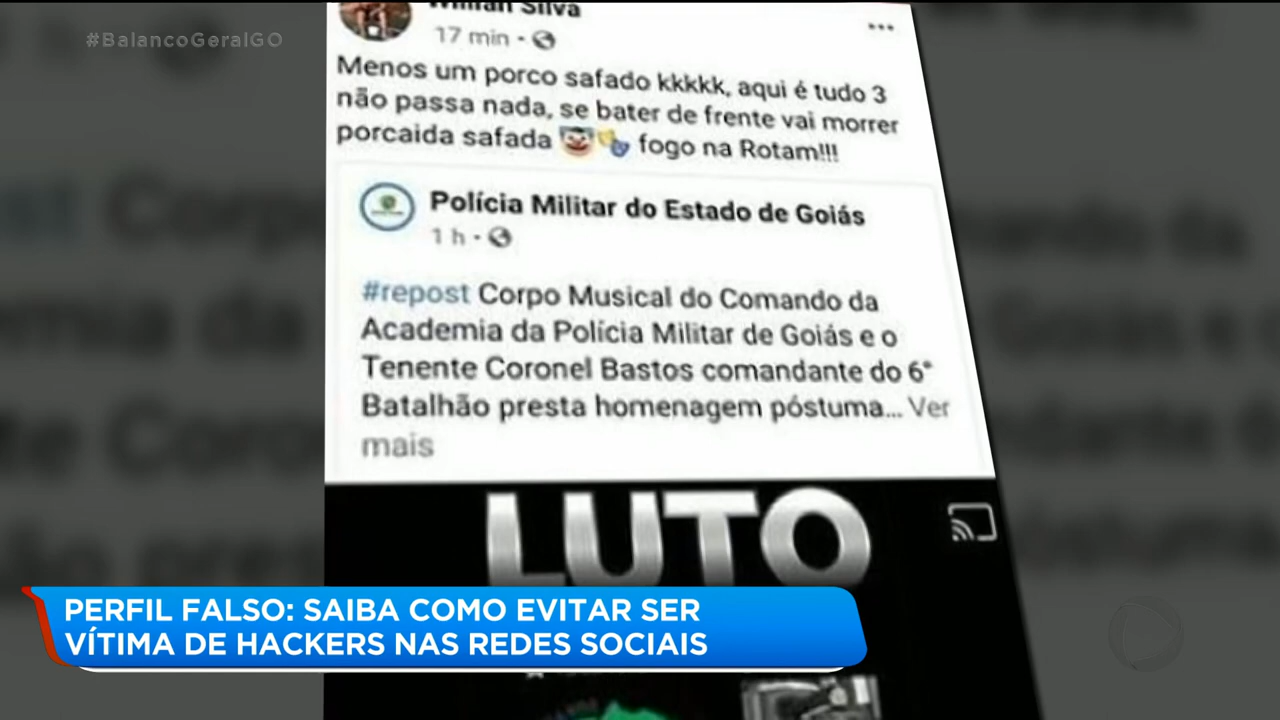 #BalancoGeralGO
Willian Silva
17 min
Menos um porco safado kkkkk, aqui é tudo 3
não passa nada, se bater de frente vai morrer
porcaida safada 🤡🎭 fogo na Rotam!!!
Polícia Militar do Estado de Goiás
1 h
#repost Corpo Musical do Comando da
Academia da Polícia Militar de Goiás e o
Tenente Coronel Bastos comandante do 6°
Batalhão presta homenagem póstuma... Ver
mais
LUTO
PERFIL FALSO: SAIBA COMO EVITAR SER
VÍTIMA DE HACKERS NAS REDES SOCIAIS